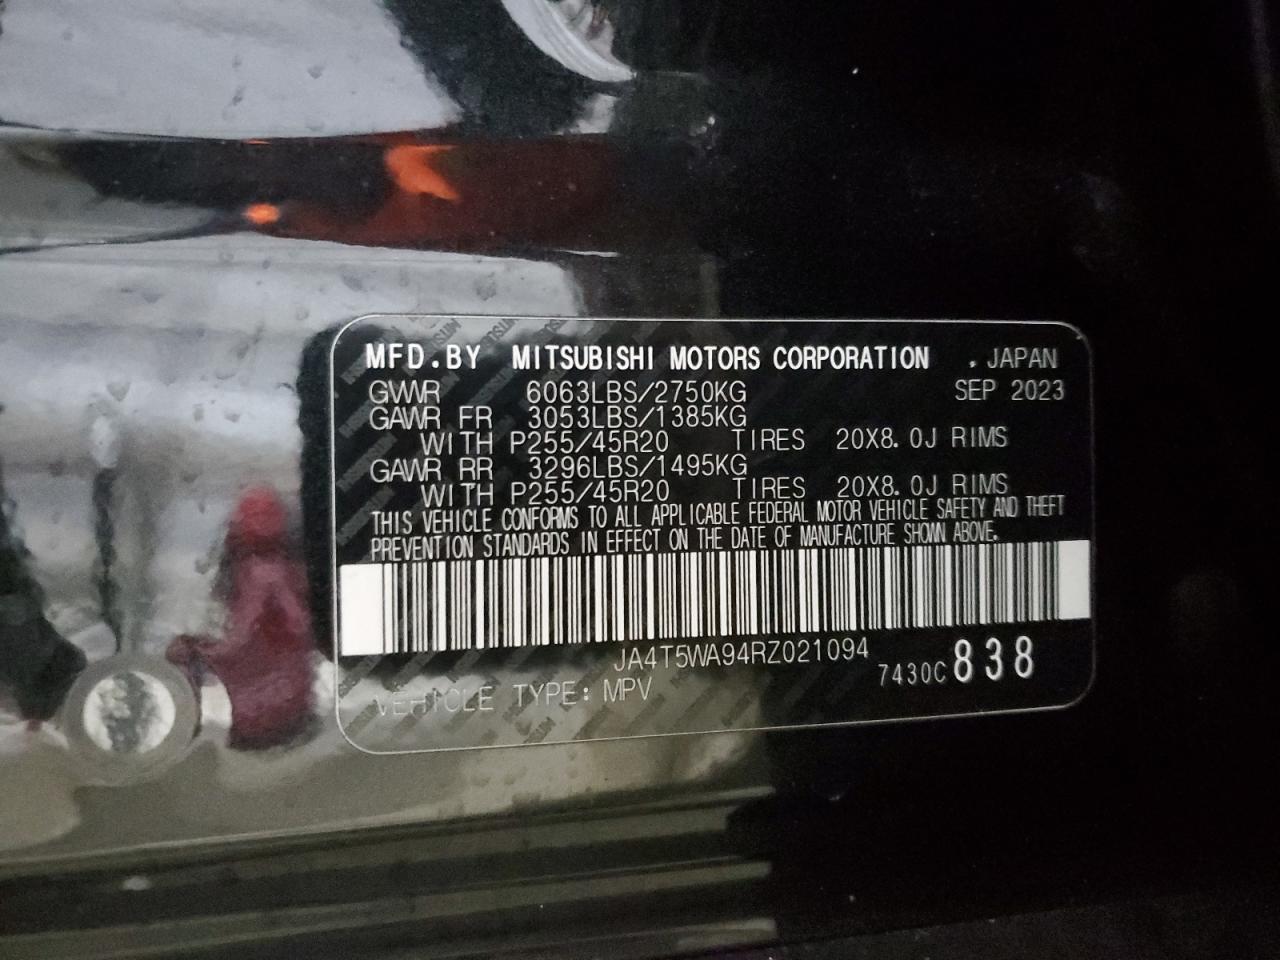 MFD.BY MITSUBISHI MOTORS CORPORATION . JAPAN
GVWR 6063LBS/2750KG SEP 2023
GAWR FR 3053LBS/1385KG
WITH P255/45R20 TIRES 20X8.0J RIMS
GAWR RR 3296LBS/1495KG
WITH P255/45R20 TIRES 20X8.0J RIMS
THIS VEHICLE CONFORMS TO ALL APPLICABLE FEDERAL MOTOR VEHICLE SAFETY AND THEFT
PREVENTION STANDARDS IN EFFECT ON THE DATE OF MANUFACTURE SHOWN ABOVE.
JA4T5WA94RZ021094
7430C 838
VEHICLE TYPE: MPV